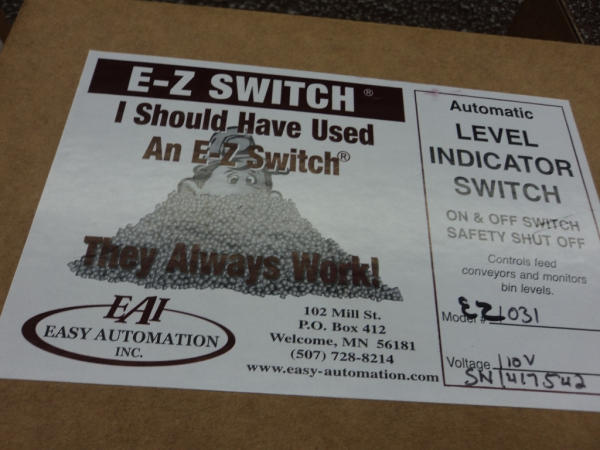 E-Z SWITCH ®
I Should Have Used
An E-Z Switch®
They Always Work!
EAI
EASY AUTOMATION
INC.
102 Mill St.
P.O. Box 412
Welcome, MN 56181
(507) 728-8214
www.easy-automation.com
Automatic
LEVEL
INDICATOR
SWITCH
ON & OFF SWITCH
SAFETY SHUT OFF
Controls feed
conveyors and monitors
bin levels.
Model # EZ1031
Voltage 110V
SN 1417542